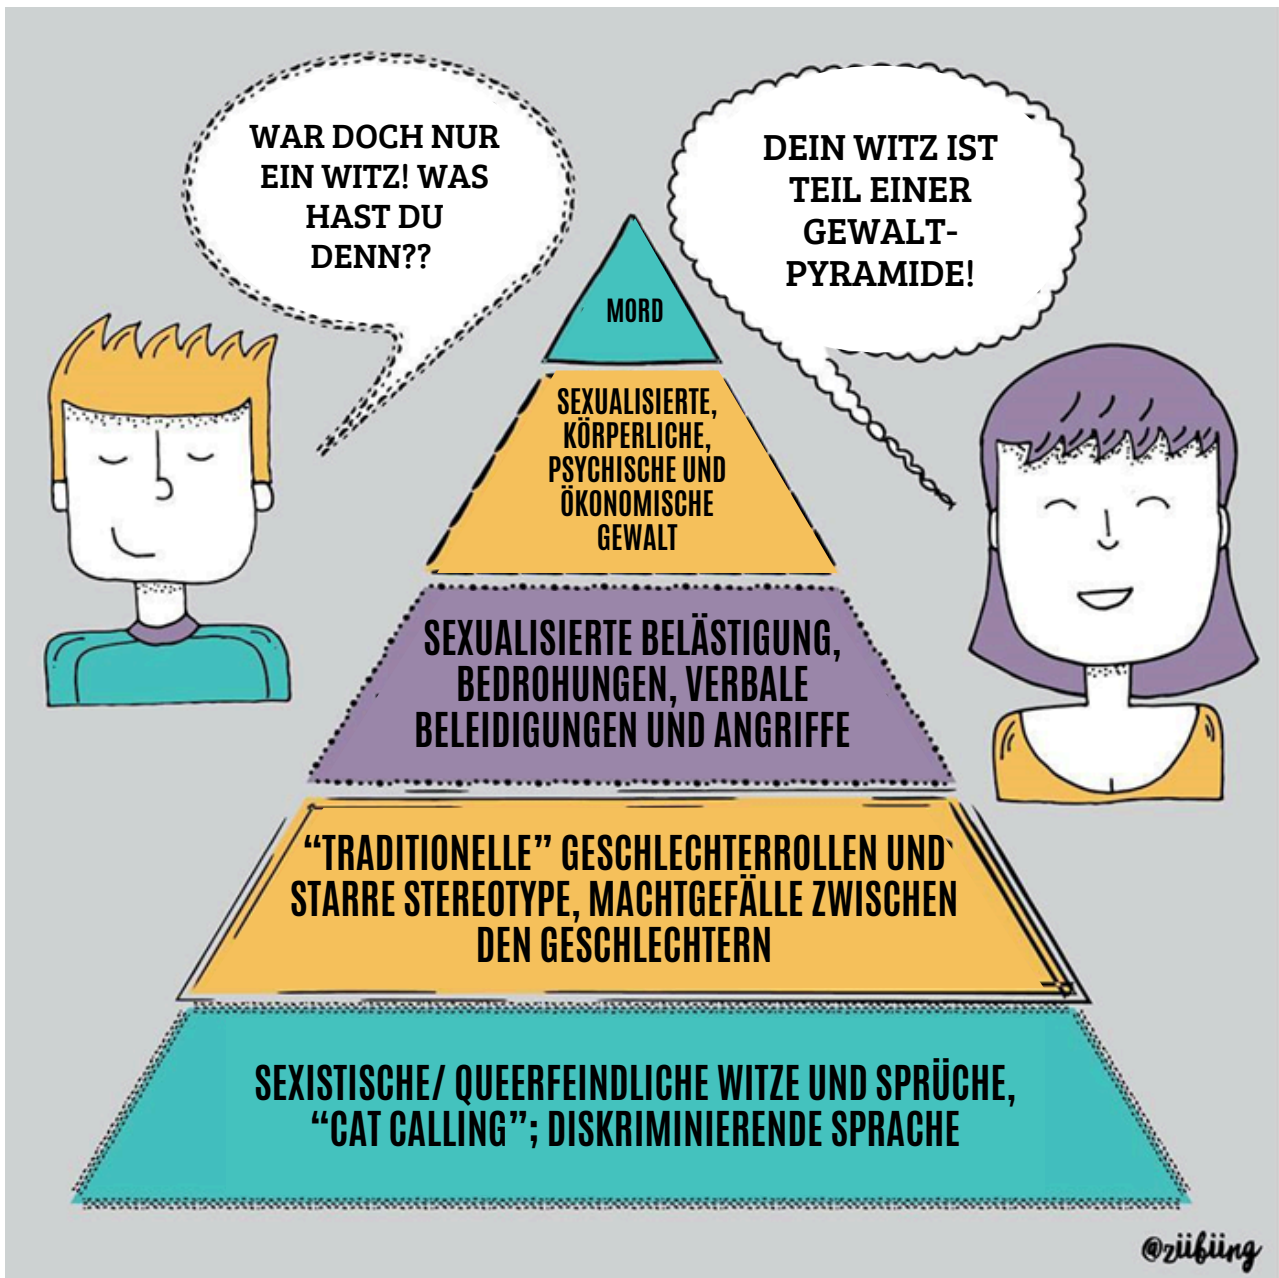 WAR DOCH NUR
EIN WITZ! WAS
HAST DU
DENN??
DEIN WITZ IST
TEIL EINER
GEWALT-
PYRAMIDE!
MORD
SEXUALISIERTE,
KÖRPERLICHE,
PSYCHISCHE UND
ÖKONOMISCHE
GEWALT
SEXUALISIERTE BELÄSTIGUNG,
BEDROHUNGEN, VERBALE
BELEIDIGUNGEN UND ANGRIFFE
“TRADITIONELLE” GESCHLECHTERROLLEN UND
STARRE STEREOTYPE, MACHTGEFÄLLE ZWISCHEN
DEN GESCHLECHTERN
SEXISTISCHE/ QUEERFEINDLICHE WITZE UND SPRÜCHE,
“CAT CALLING”; DISKRIMINIERENDE SPRACHE
@züfüng